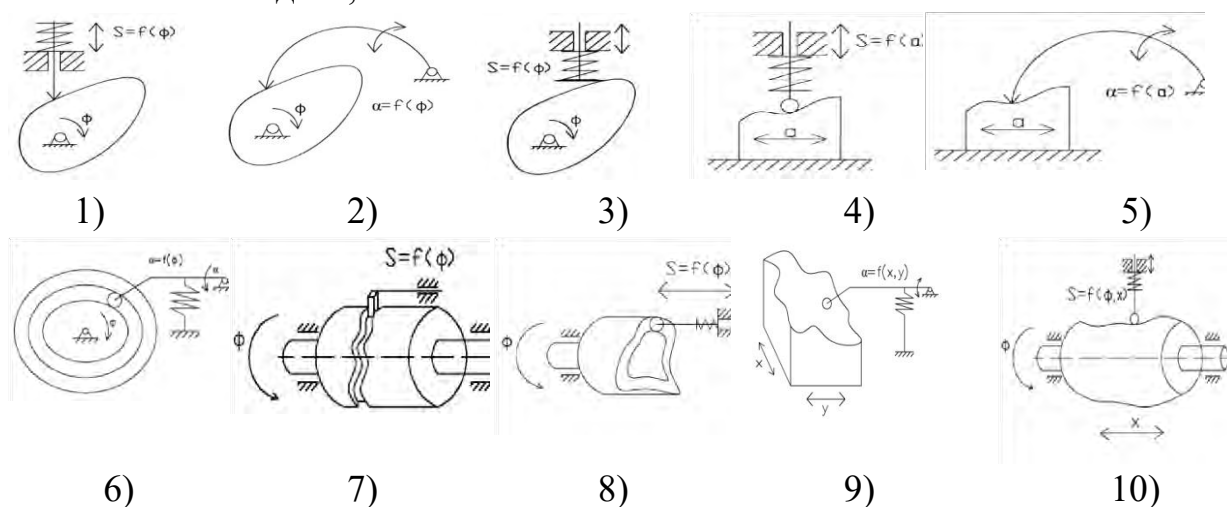 S=f(ϕ)
ϕ
1)
α=f(ϕ)
ϕ
2)
S=f(ϕ)
ϕ
3)
S=f(a)
a
4)
α=f(a)
a
5)
α=f(ϕ)
α
ϕ
6)
S=f(ϕ)
ϕ
7)
S=f(ϕ)
ϕ
8)
α=f(x,y)
x
y
9)
S=f(ϕ,x)
ϕ
x
10)